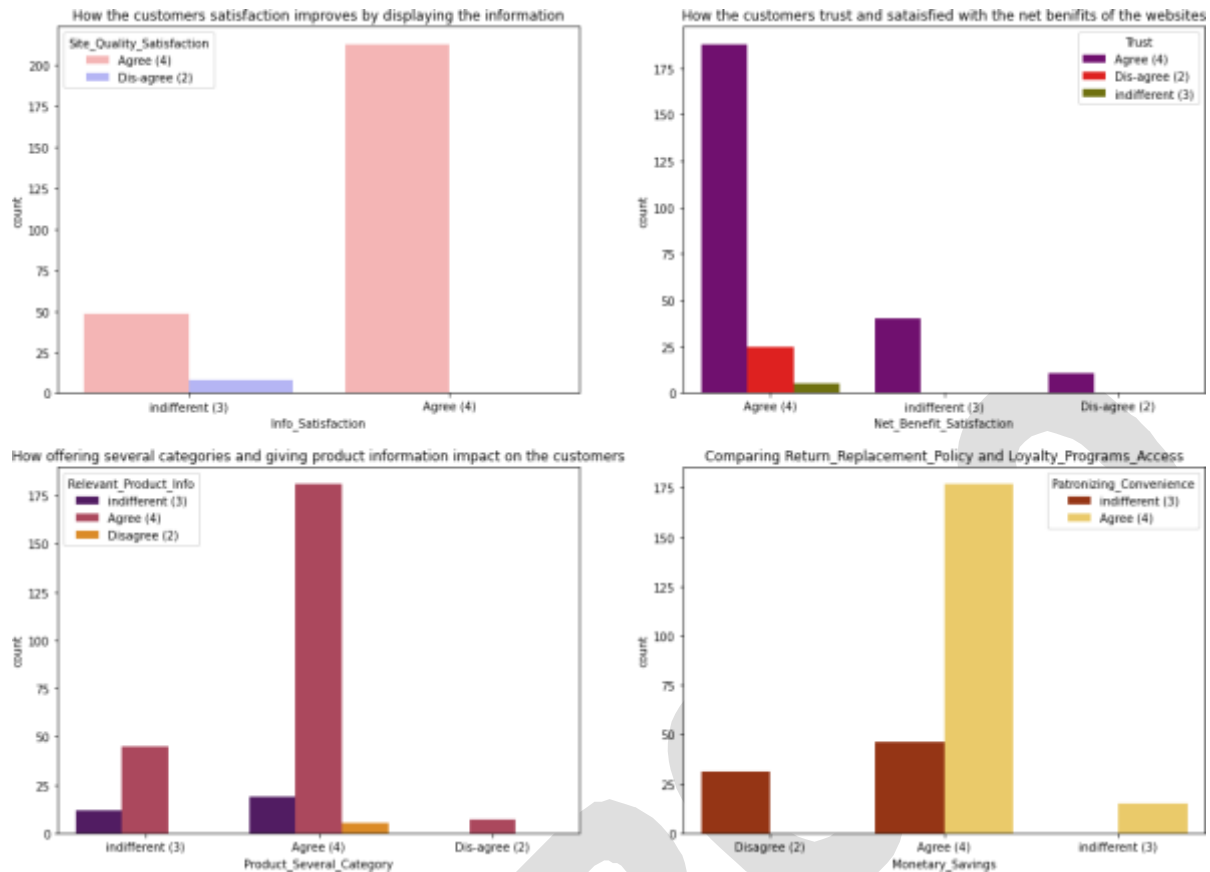 How the customers satisfaction improves by displaying the information
Site_Quality_Satisfaction
Agree (4)
Dis-agree (2)
200
175
150
125
100
75
50
25
0
count
indifferent (3)
Agree (4)
Info_Satisfaction
How the customers trust and sataisfied with the net benifits of the websites
Trust
Agree (4)
Dis-agree (2)
indifferent (3)
175
150
125
100
75
50
25
0
count
Agree (4)
indifferent (3)
Dis-agree (2)
Net_Benefit_Satisfaction
How offering several categories and giving product information impact on the customers
Relevant_Product_Info
indifferent (3)
Agree (4)
Disagree (2)
175
150
125
100
75
50
25
0
count
indifferent (3)
Agree (4)
Dis-agree (2)
Product_Several_Category
Comparing Return_Replacement_Policy and Loyalty_Programs_Access
Patronizing_Convenience
indifferent (3)
Agree (4)
175
150
125
100
75
50
25
0
count
Disagree (2)
Agree (4)
indifferent (3)
Monetary_Savings